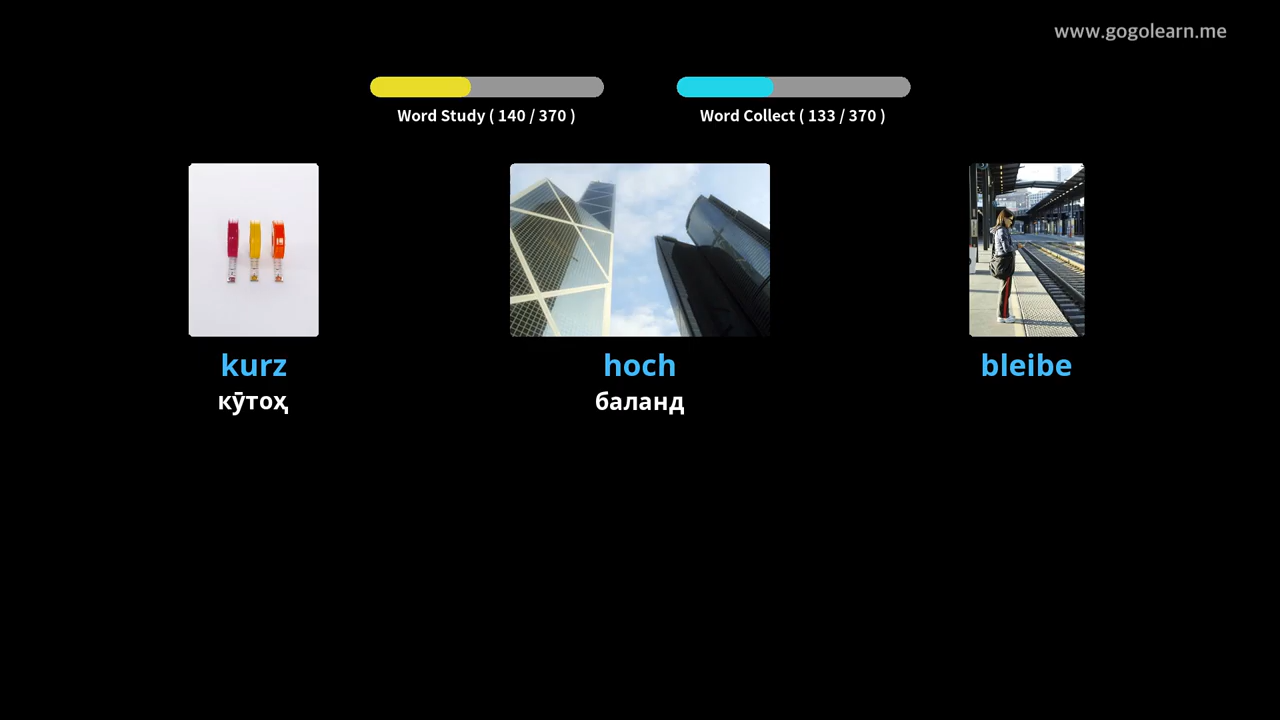 www.gogolearn.me
Word Study ( 140 / 370 )
Word Collect ( 133 / 370 )
kurz
hoch
bleibe
кӯтоҳ
баланд